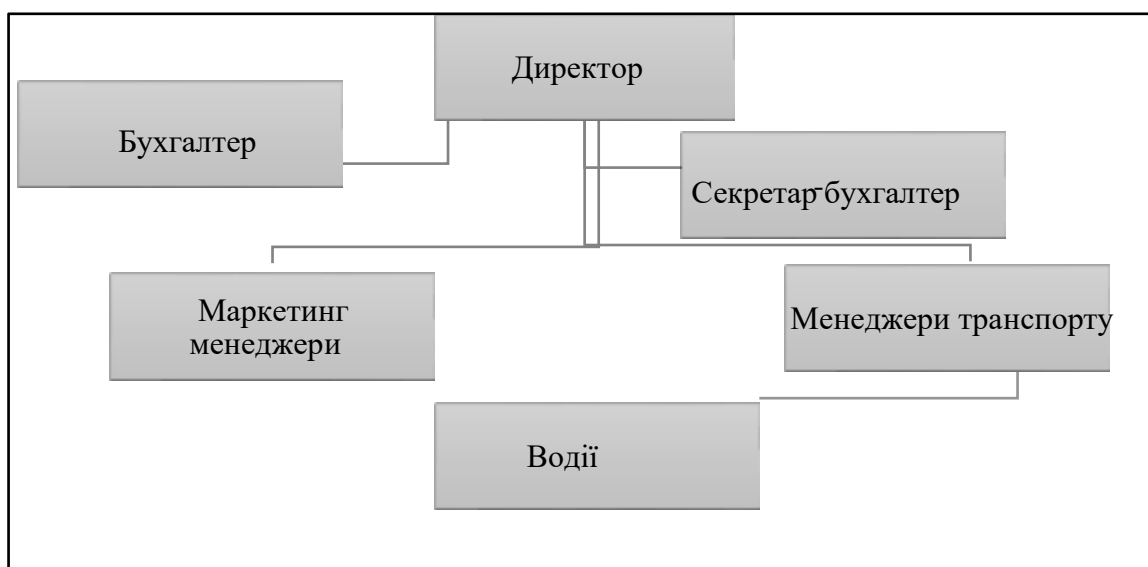 Директор
Бухгалтер
Секретар-бухгалтер
Маркетинг
менеджери
Менеджери транспорту
Водії